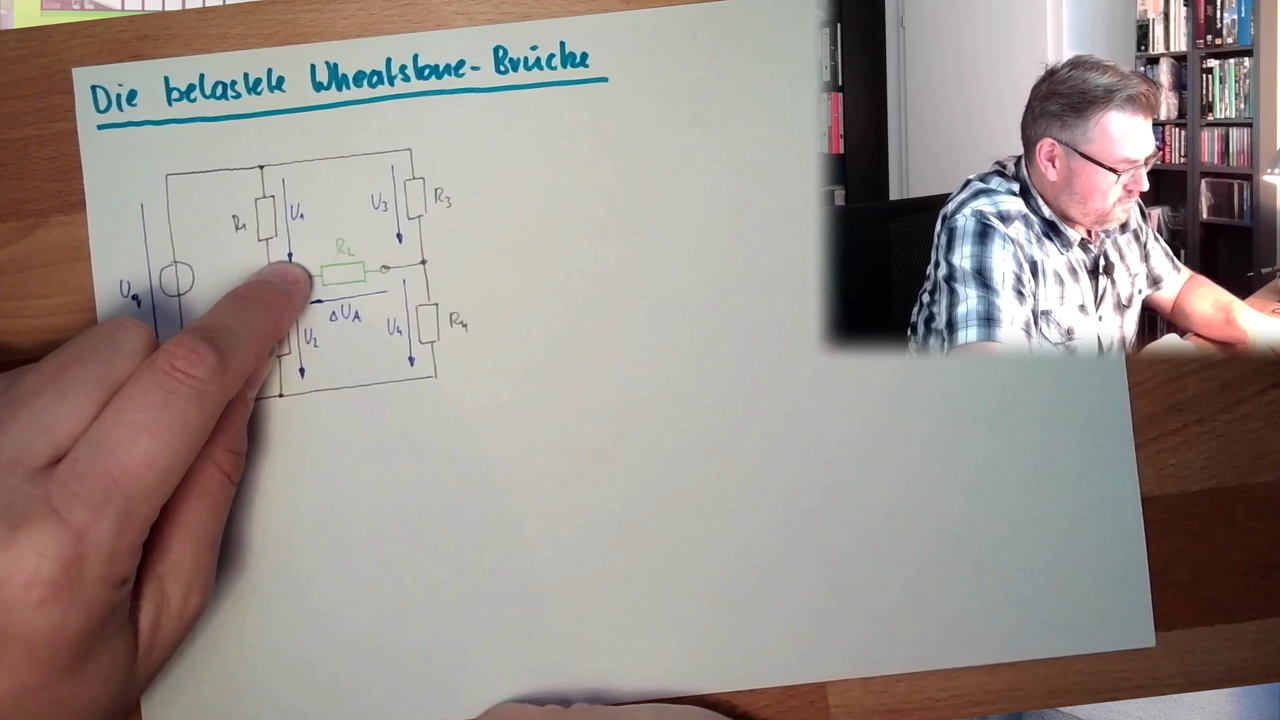 Die belastete Wheatstone-Brücke
R1 U1 U3 R3
RL
Uq
ΔUA
U2 U4 R4